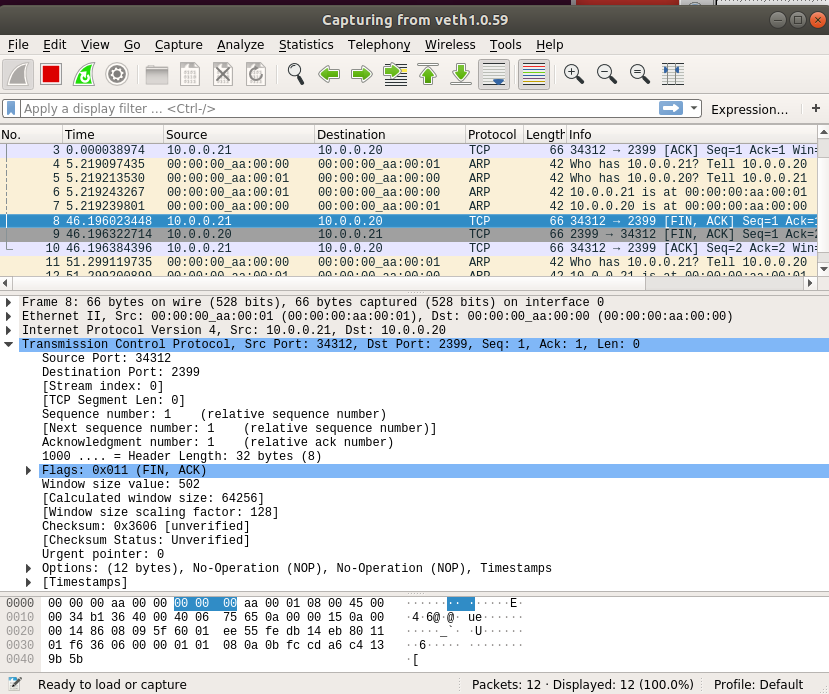 Capturing from veth1.0.59
File Edit View Go Capture Analyze Statistics Telephony Wireless Tools Help
Apply a display filter ... <Ctrl-/> Expression... +
No. Time Source Destination Protocol Length Info
3 0.000038974 10.0.0.21 10.0.0.20 TCP 66 34312 → 2399 [ACK] Seq=1 Ack=1 Win=
4 5.219097435 00:00:00_aa:00:00 00:00:00_aa:00:01 ARP 42 Who has 10.0.0.21? Tell 10.0.0.20
5 5.219213530 00:00:00_aa:00:01 00:00:00_aa:00:00 ARP 42 Who has 10.0.0.20? Tell 10.0.0.21
6 5.219243267 00:00:00_aa:00:01 00:00:00_aa:00:00 ARP 42 10.0.0.21 is at 00:00:00:aa:00:01
7 5.219239801 00:00:00_aa:00:00 00:00:00_aa:00:01 ARP 42 10.0.0.20 is at 00:00:00:aa:00:00
8 46.196023448 10.0.0.21 10.0.0.20 TCP 66 34312 → 2399 [FIN, ACK] Seq=1 Ack=1
9 46.196322714 10.0.0.20 10.0.0.21 TCP 66 2399 → 34312 [FIN, ACK] Seq=1 Ack=2
10 46.196384396 10.0.0.21 10.0.0.20 TCP 66 34312 → 2399 [ACK] Seq=2 Ack=2 Win=
11 51.299119735 00:00:00_aa:00:00 00:00:00_aa:00:01 ARP 42 Who has 10.0.0.21? Tell 10.0.0.20
12 51.299200899 00:00:00_aa:00:01 00:00:00_aa:00:00 ARP 42 10.0.0.21 is at 00:00:00:aa:00:01
Frame 8: 66 bytes on wire (528 bits), 66 bytes captured (528 bits) on interface 0
Ethernet II, Src: 00:00:00_aa:00:01 (00:00:00:aa:00:01), Dst: 00:00:00_aa:00:00 (00:00:00:aa:00:00)
Internet Protocol Version 4, Src: 10.0.0.21, Dst: 10.0.0.20
Transmission Control Protocol, Src Port: 34312, Dst Port: 2399, Seq: 1, Ack: 1, Len: 0
Source Port: 34312
Destination Port: 2399
[Stream index: 0]
[TCP Segment Len: 0]
Sequence number: 1 (relative sequence number)
[Next sequence number: 1 (relative sequence number)]
Acknowledgment number: 1 (relative ack number)
1000 .... = Header Length: 32 bytes (8)
Flags: 0x011 (FIN, ACK)
Window size value: 502
[Calculated window size: 64256]
[Window size scaling factor: 128]
Checksum: 0x3606 [unverified]
[Checksum Status: Unverified]
Urgent pointer: 0
Options: (12 bytes), No-Operation (NOP), No-Operation (NOP), Timestamps
[Timestamps]
0000 00 00 00 aa 00 00 00 00 00 aa 00 01 08 00 45 00 ··············E·
0010 00 34 b1 36 40 00 40 06 75 65 0a 00 00 15 0a 00 ·4·6@·@· ue······
0020 00 14 86 08 09 5f 60 01 ee 55 fe db 14 eb 80 11 ·····_`· ·U······
0030 01 f6 36 06 00 00 01 01 08 0a 0b fc cd a6 c4 13 ··6····· ········
0040 9b 5b ·[
Ready to load or capture Packets: 12 · Displayed: 12 (100.0%) Profile: Default